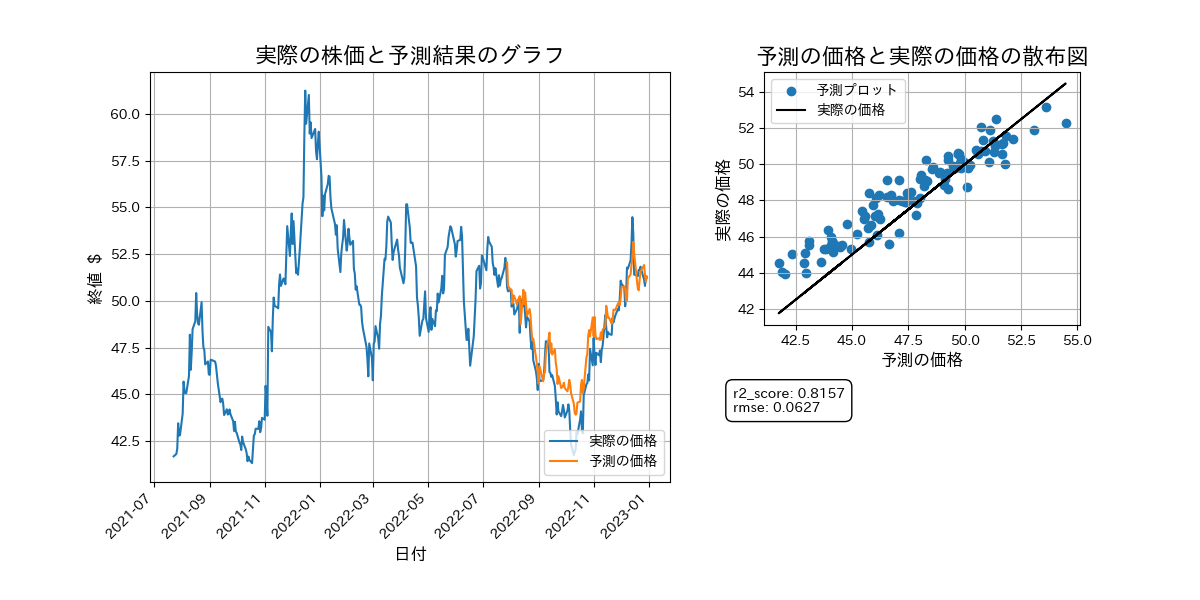 実際の株価と予測結果のグラフ
終値 $
60.0
57.5
55.0
52.5
50.0
47.5
45.0
42.5
実際の価格
予測の価格
2021-07
2021-09
2021-11
2022-01
2022-03
2022-05
2022-07
2022-09
2022-11
2023-01
日付
予測の価格と実際の価格の散布図
実際の価格
54
52
50
48
46
44
42
予測プロット
実際の価格
42.5
45.0
47.5
50.0
52.5
55.0
予測の価格
r2_score: 0.8157
rmse: 0.0627